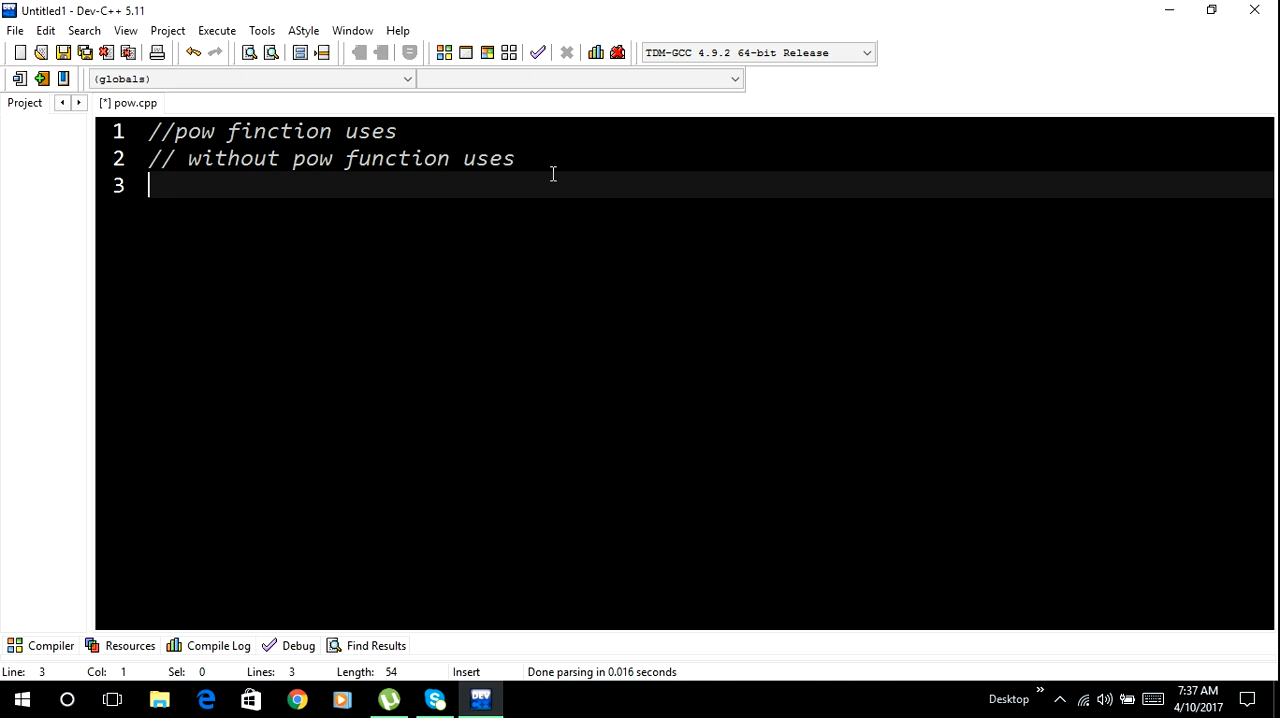 Untitled1 - Dev-C++ 5.11
File Edit Search View Project Execute Tools AStyle Window Help
TDM-GCC 4.9.2 64-bit Release
(globals)
Project [*] pow.cpp
1 //pow finction uses
2 // without pow function uses
3
Compiler Resources Compile Log Debug Find Results
Line: 3 Col: 1 Sel: 0 Lines: 3 Length: 54 Insert Done parsing in 0.016 seconds
DEV
Desktop » 7:37 AM
4/10/2017